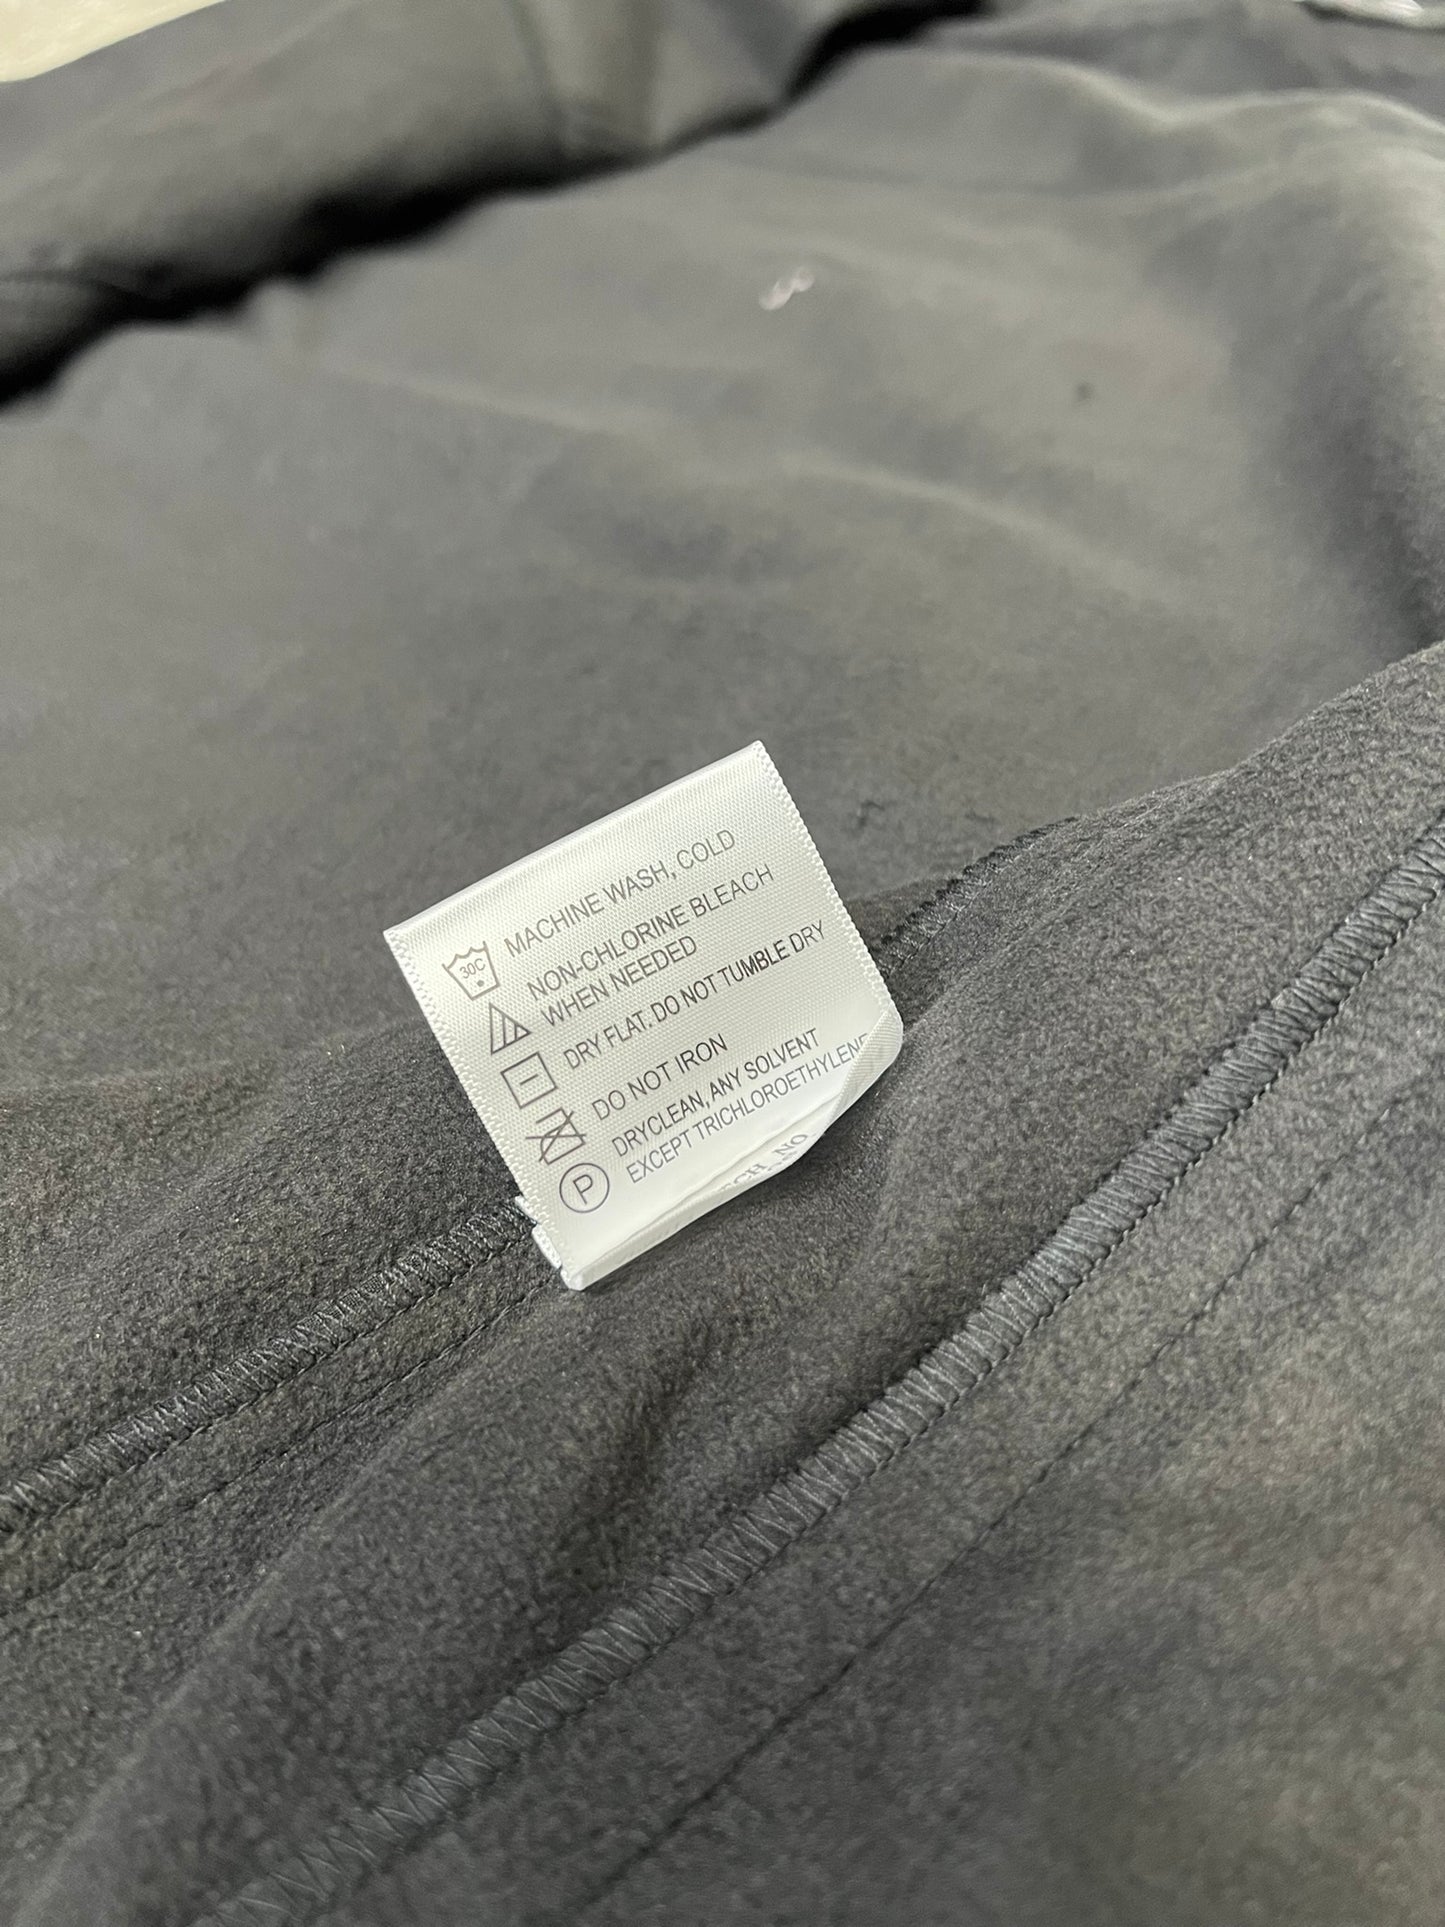 30C MACHINE WASH, COLD
NON-CHLORINE BLEACH
WHEN NEEDED
DRY FLAT. DO NOT TUMBLE DRY
DO NOT IRON
DRYCLEAN, ANY SOLVENT
P EXCEPT TRICHLOROETHYLENE
NO